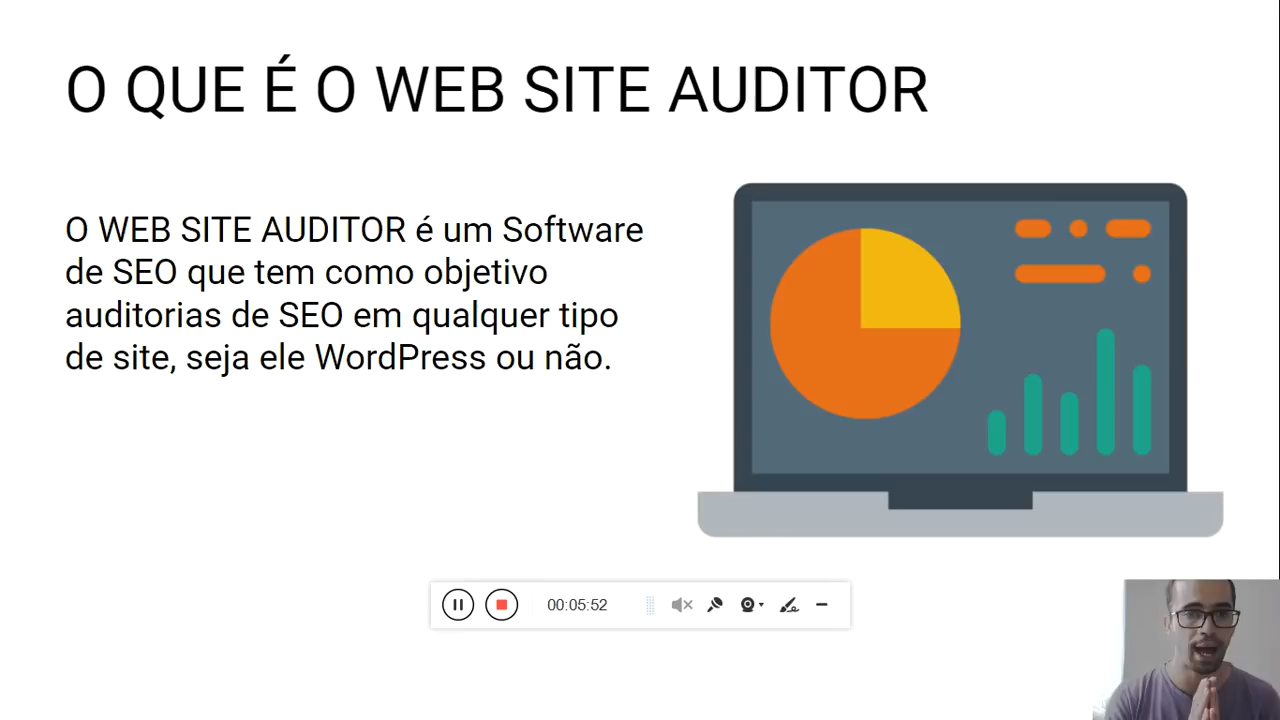 O QUE É O WEB SITE AUDITOR
O WEB SITE AUDITOR é um Software
de SEO que tem como objetivo
auditorias de SEO em qualquer tipo
de site, seja ele WordPress ou não.
00:05:52